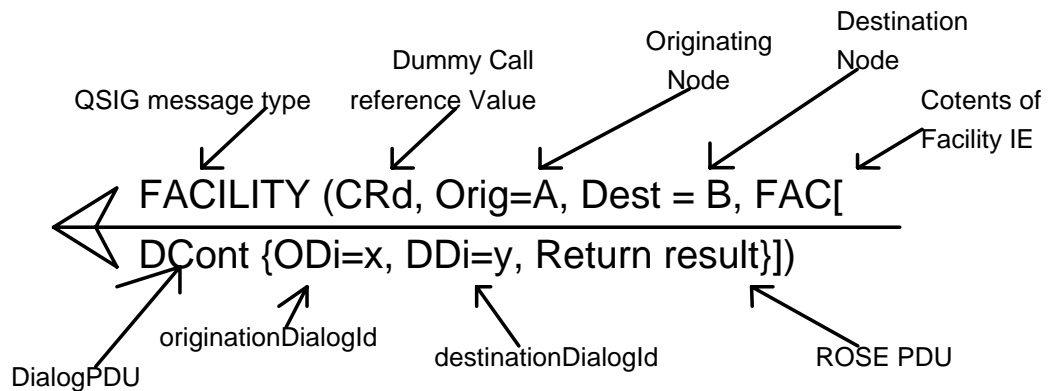 Destination
Node
Originating
Node
Dummy Call
reference Value
QSIG message type
Cotents of
Facility IE
FACILITY (CRd, Orig=A, Dest = B, FAC[
DCont {ODi=x, DDi=y, Return result}])
originationDialogId
destinationDialogId
ROSE PDU
DialogPDU